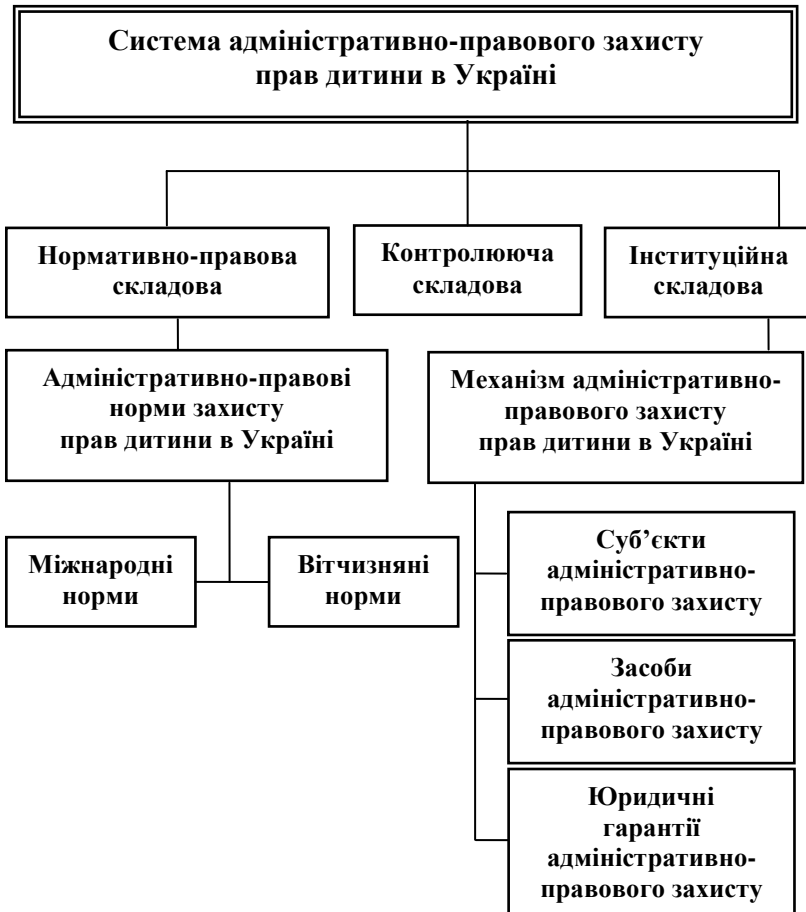 Система адміністративно-правового захисту
прав дитини в Україні
Нормативно-правова
складова
Контролююча
складова
Інституційна
складова
Адміністративно-правові
норми захисту
прав дитини в Україні
Механізм адміністративно-
правового захисту
прав дитини в Україні
Міжнародні
норми
Вітчизняні
норми
Суб’єкти
адміністративно-
правового захисту
Засоби
адміністративно-
правового захисту
Юридичні
гарантії
адміністративно-
правового захисту